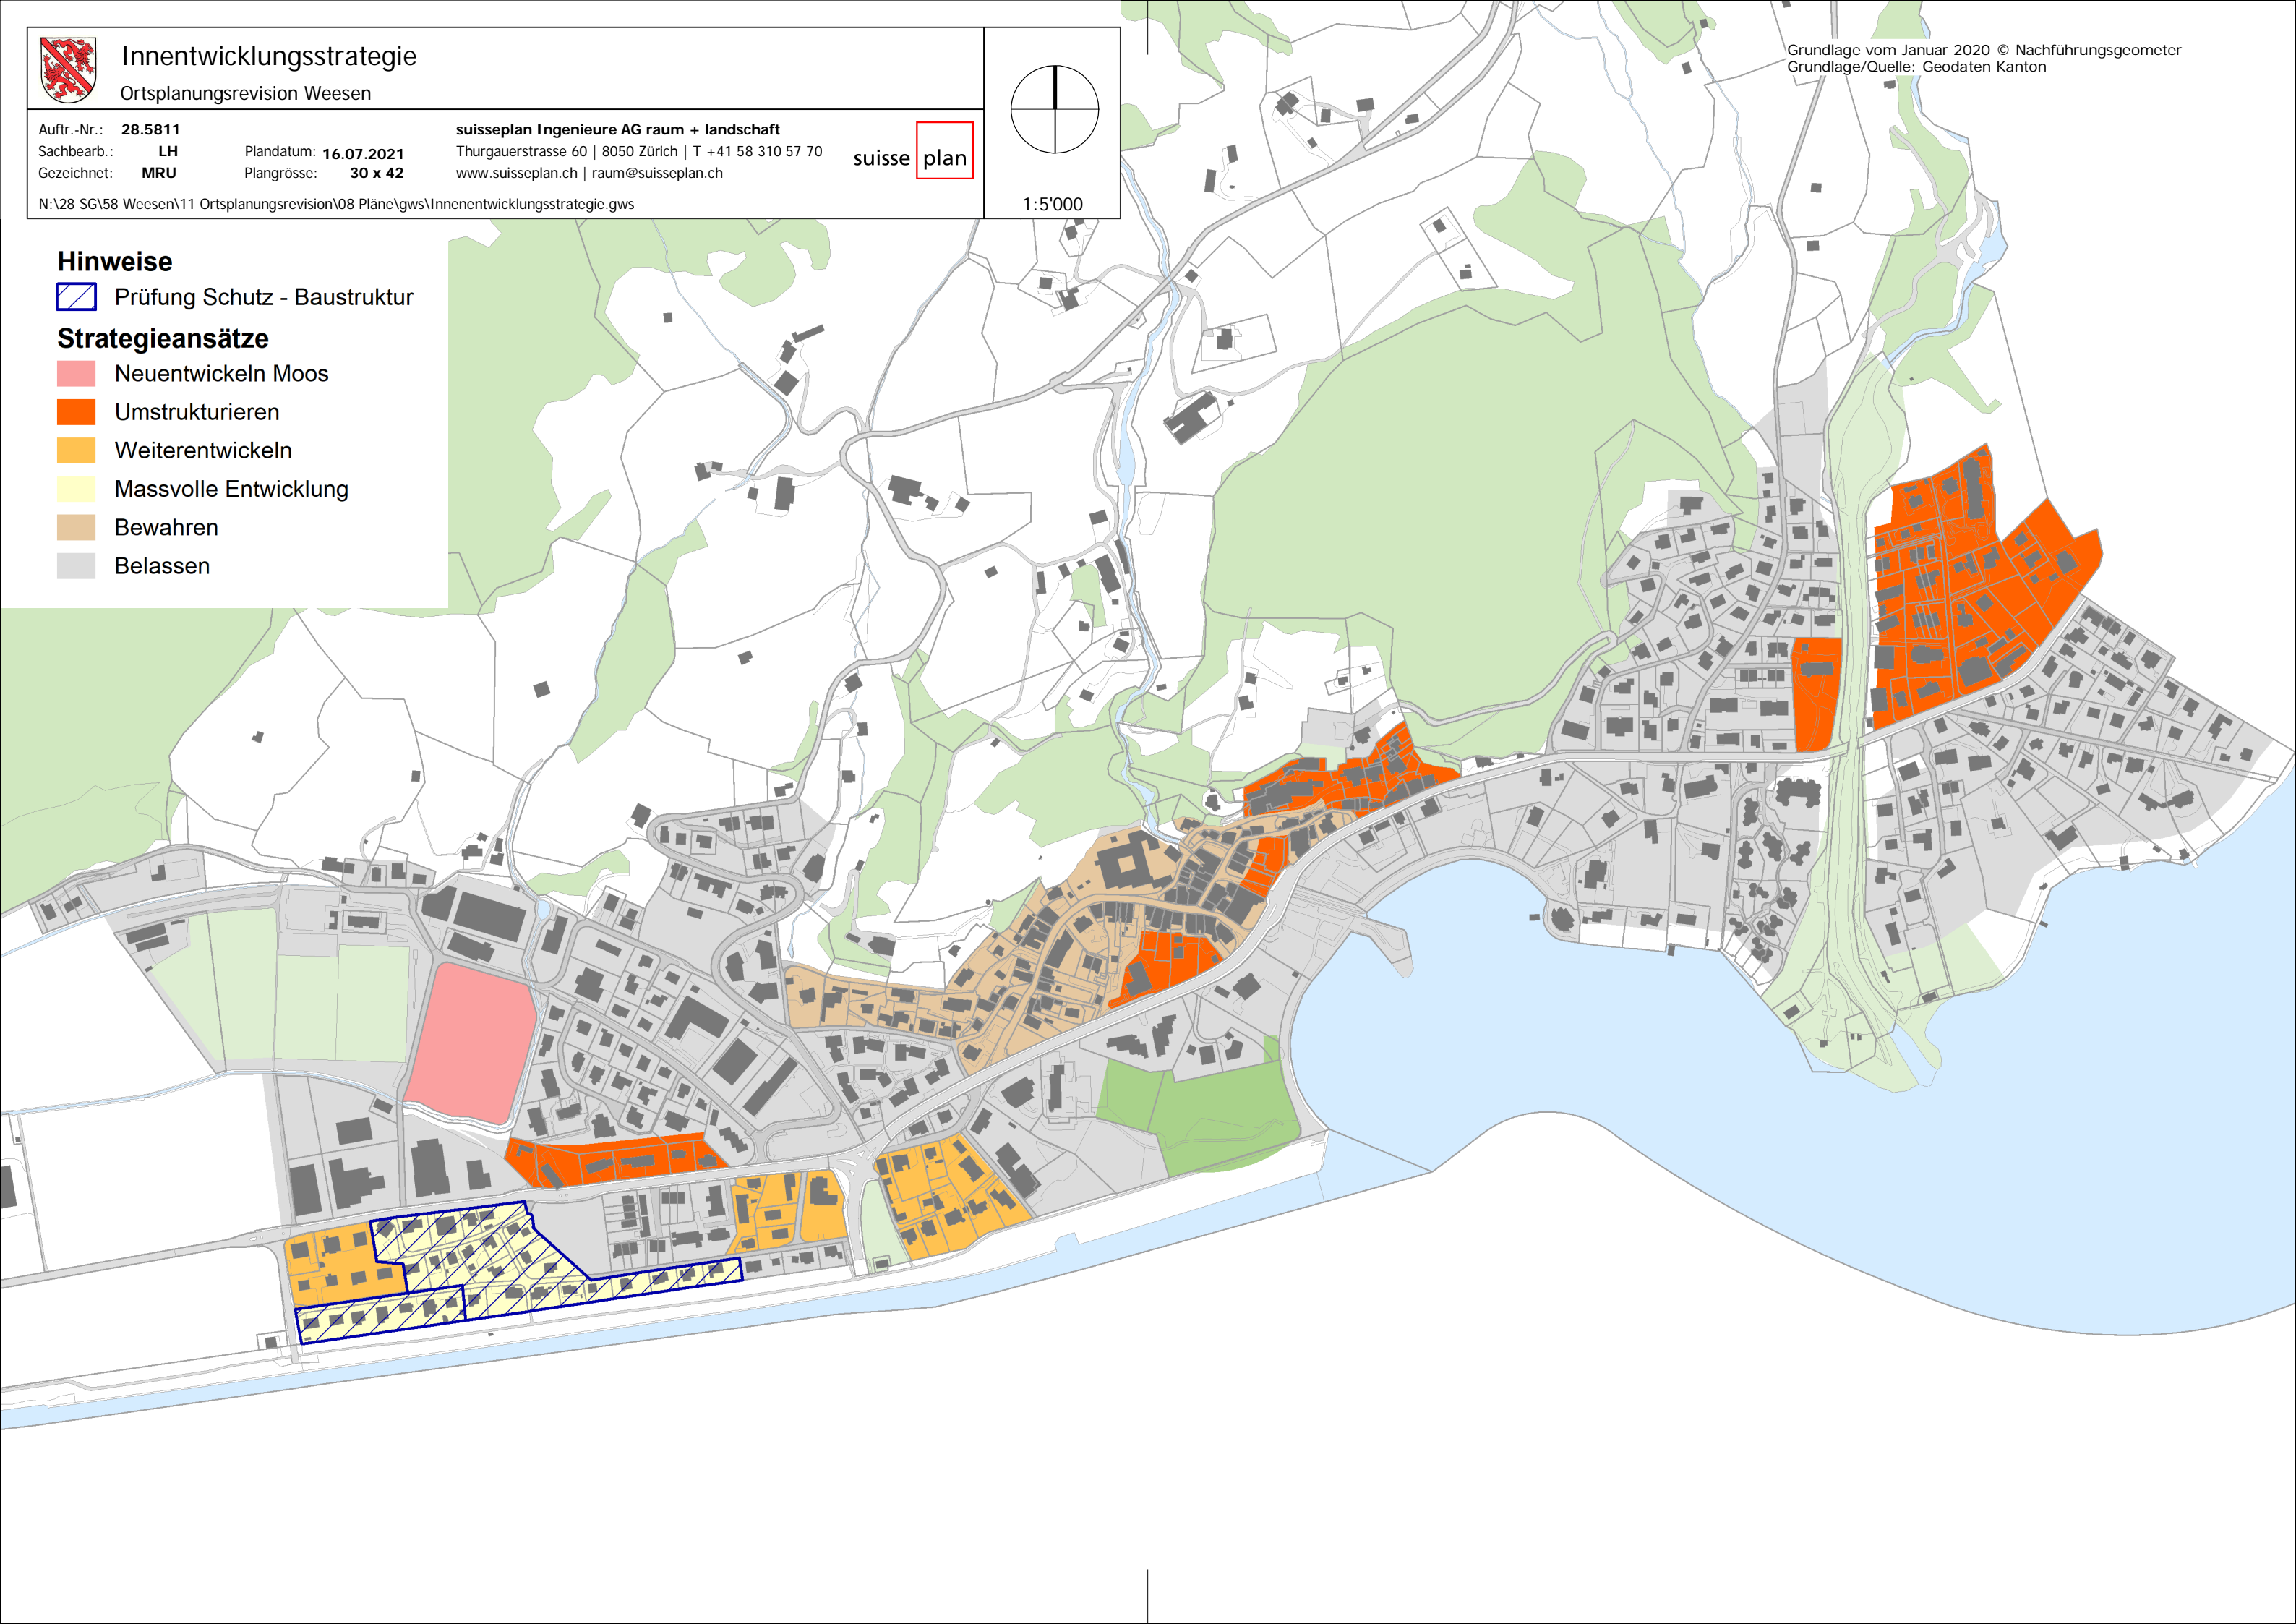 Innentwicklungsstrategie
Ortsplanungsrevision Weesen
Auftr.-Nr.: 28.5811
Sachbearb.: LH
Gezeichnet: MRU
Plandatum: 16.07.2021
Plangrösse: 30 x 42
suisseplan Ingenieure AG raum + landschaft
Thurgauerstrasse 60 | 8050 Zürich | T +41 58 310 57 70
www.suisseplan.ch | raum@suisseplan.ch
suisse plan
N:\28 SG\58 Weesen\11 Ortsplanungsrevision\08 Pläne\gws\Innenentwicklungsstrategie.gws
1:5'000
Grundlage vom Januar 2020 © Nachführungsgeometer
Grundlage/Quelle: Geodaten Kanton
Hinweise
Prüfung Schutz - Baustruktur
Strategieansätze
Neuentwickeln Moos
Umstrukturieren
Weiterentwickeln
Massvolle Entwicklung
Bewahren
Belassen